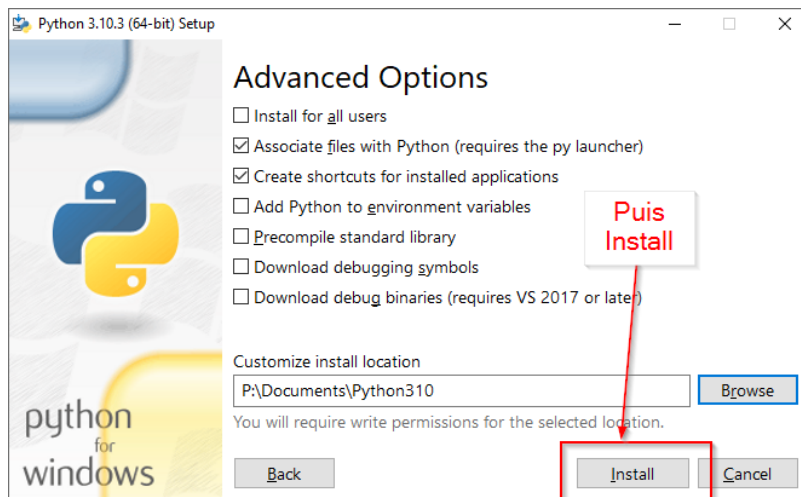 Python 3.10.3 (64-bit) Setup
Advanced Options
Install for all users
Associate files with Python (requires the py launcher)
Create shortcuts for installed applications
Add Python to environment variables
Precompile standard library
Download debugging symbols
Download debug binaries (requires VS 2017 or later)
Puis
Install
Customize install location
P:\Documents\Python310
Browse
You will require write permissions for the selected location.
python
for
windows
Back
Install
Cancel